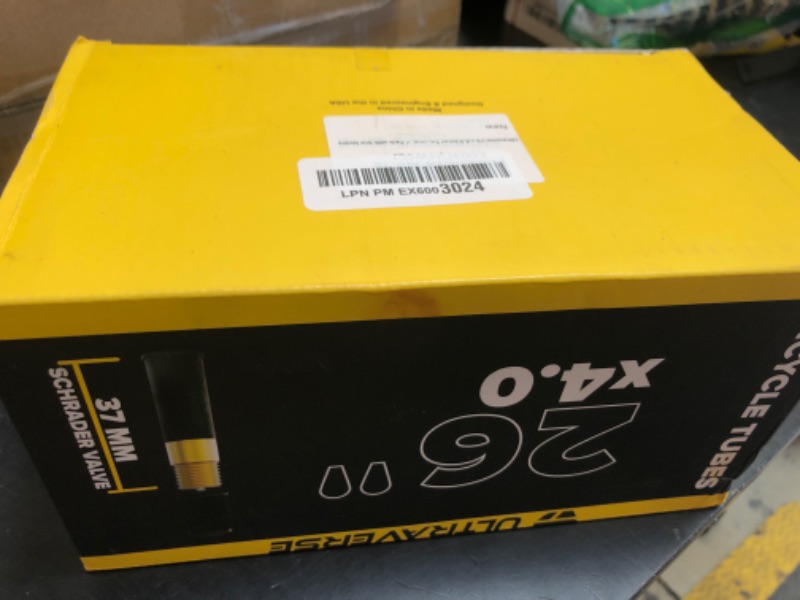 Made in China
Designed & Engineered in the USA
New
LPN PM EX6003024
CYCLE TUBES
26"
x4.0
37 MM
SCHRADER VALVE
ULTRAVERSE